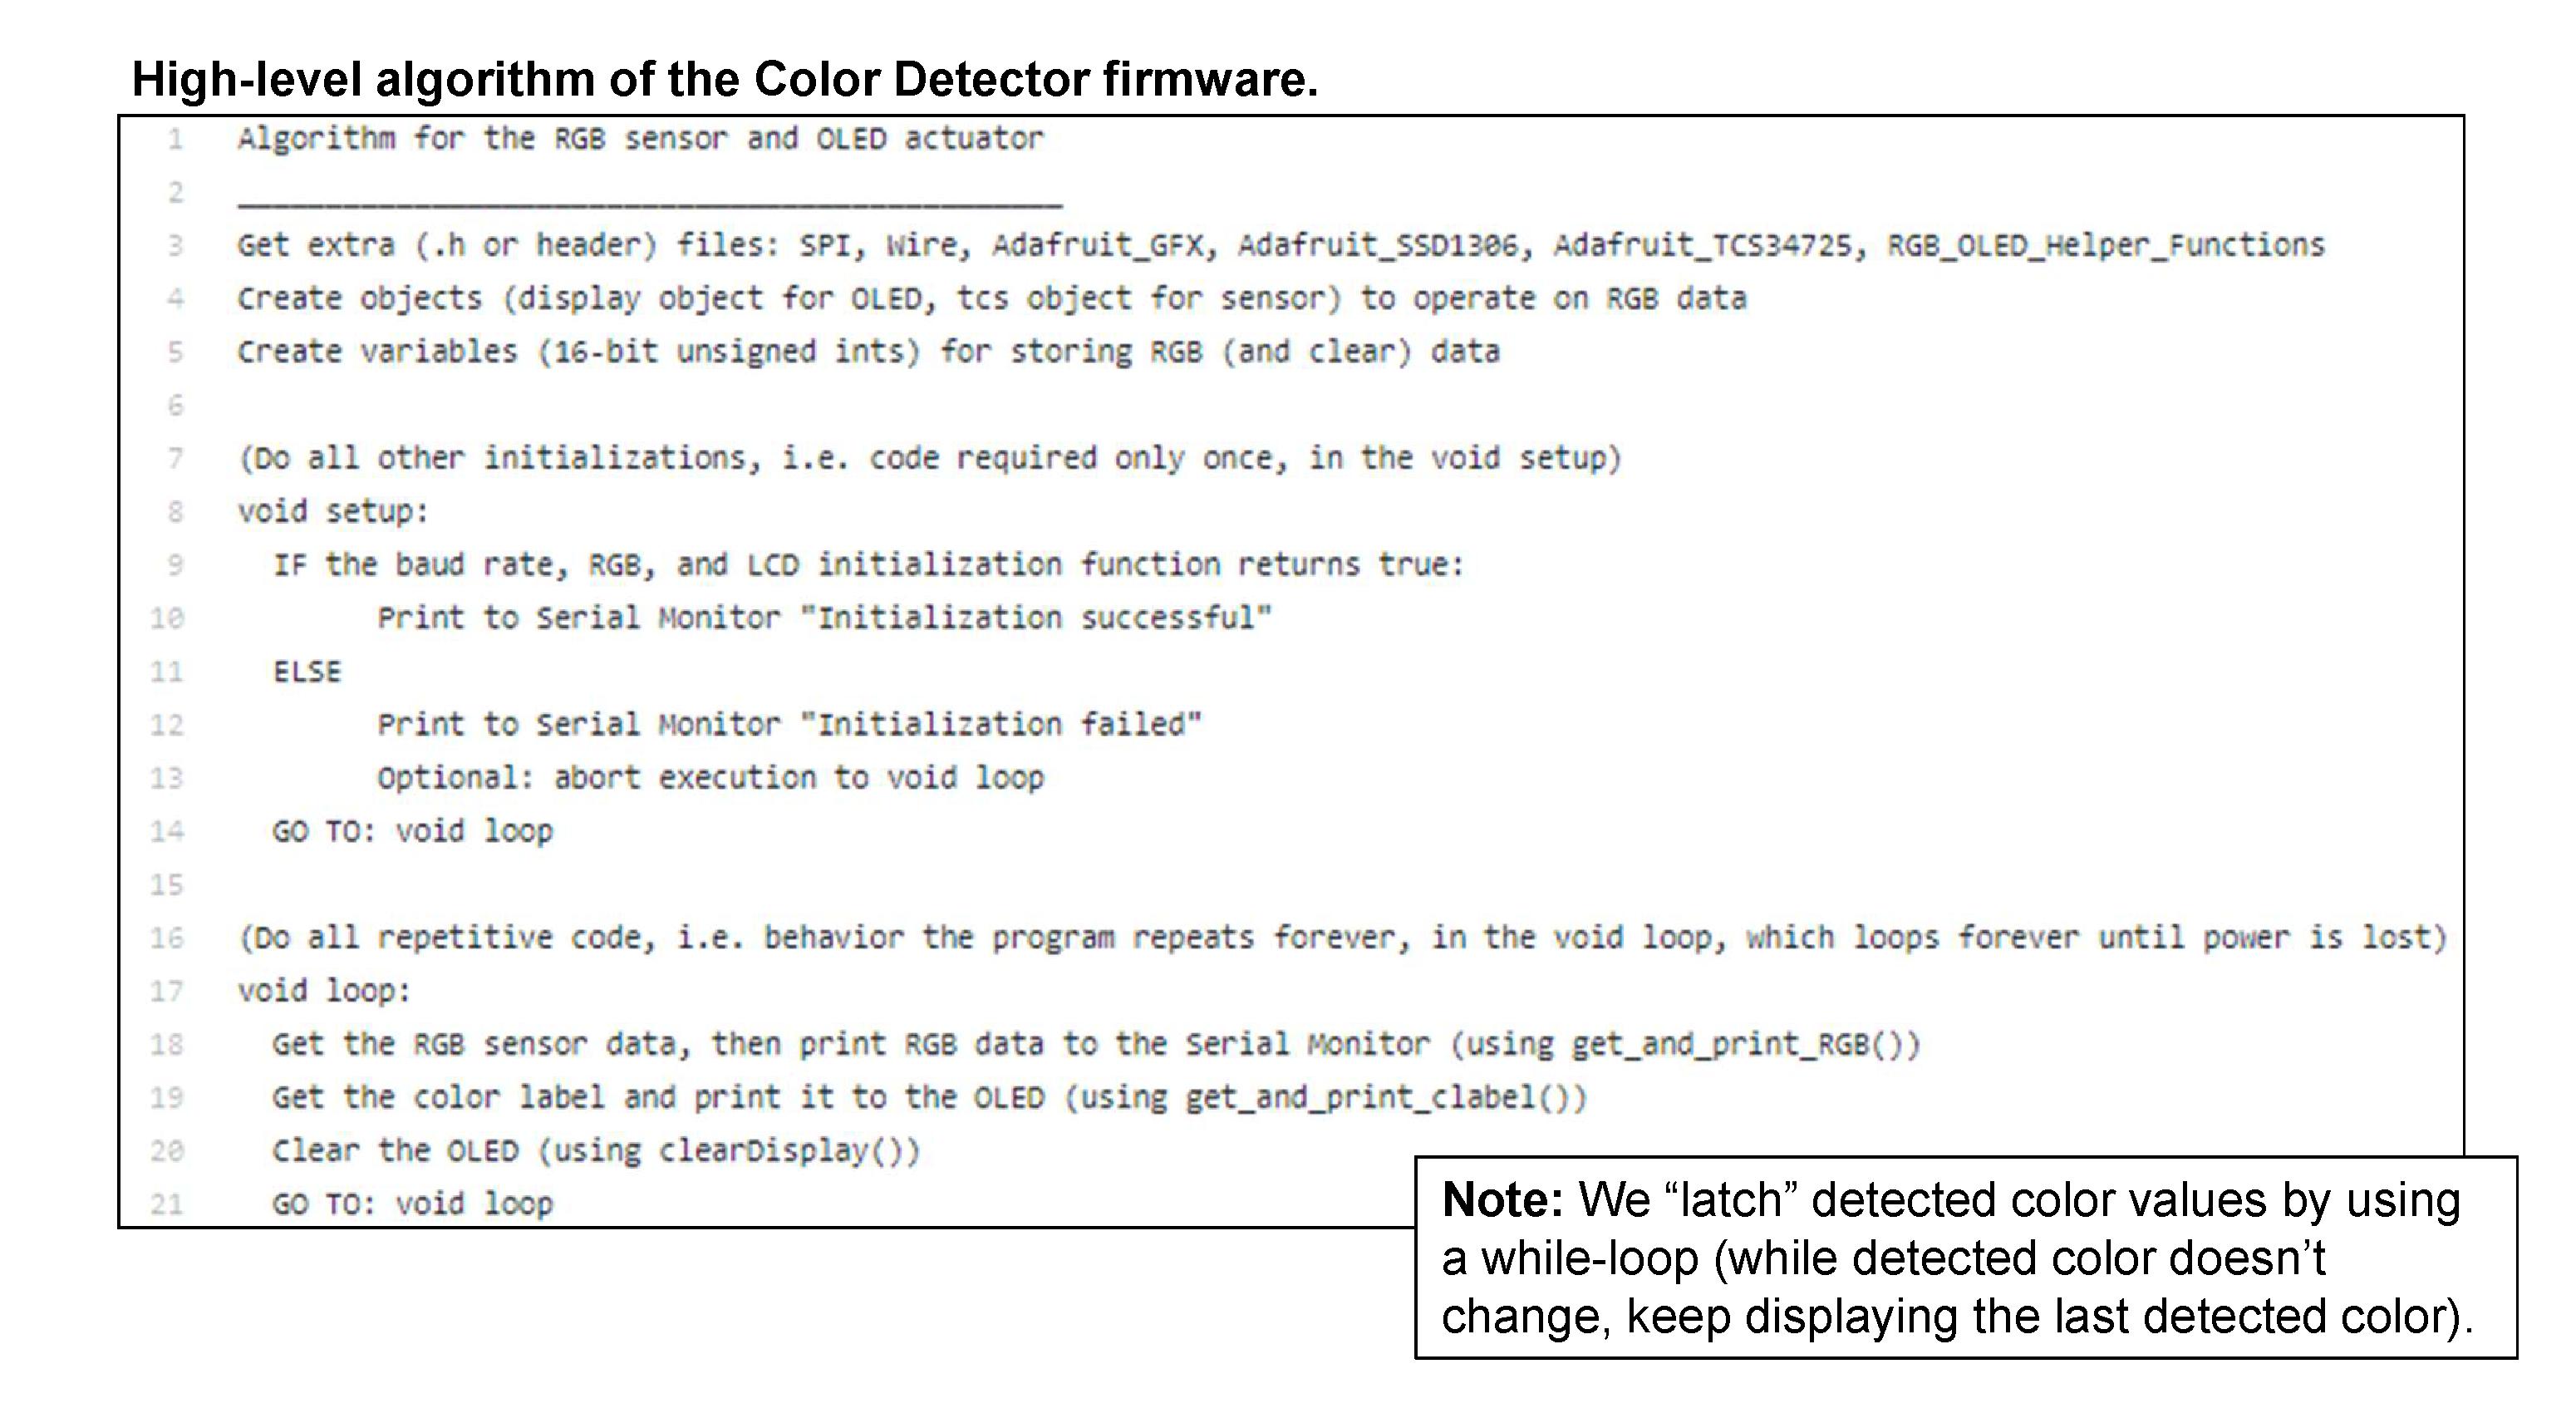 High-level algorithm of the Color Detector firmware.
1 Algorithm for the RGB sensor and OLED actuator
2 _______________________________________________
3 Get extra (.h or header) files: SPI, Wire, Adafruit_GFX, Adafruit_SSD1306, Adafruit_TCS34725, RGB_OLED_Helper_Functions
4 Create objects (display object for OLED, tcs object for sensor) to operate on RGB data
5 Create variables (16-bit unsigned ints) for storing RGB (and clear) data
6
7 (Do all other initializations, i.e. code required only once, in the void setup)
8 void setup:
9 IF the baud rate, RGB, and LCD initialization function returns true:
10 Print to Serial Monitor "Initialization successful"
11 ELSE
12 Print to Serial Monitor "Initialization failed"
13 Optional: abort execution to void loop
14 GO TO: void loop
15
16 (Do all repetitive code, i.e. behavior the program repeats forever, in the void loop, which loops forever until power is lost)
17 void loop:
18 Get the RGB sensor data, then print RGB data to the Serial Monitor (using get_and_print_RGB())
19 Get the color label and print it to the OLED (using get_and_print_clabel())
20 Clear the OLED (using clearDisplay())
21 GO TO: void loop
Note: We “latch” detected color values by using
a while-loop (while detected color doesn’t
change, keep displaying the last detected color).